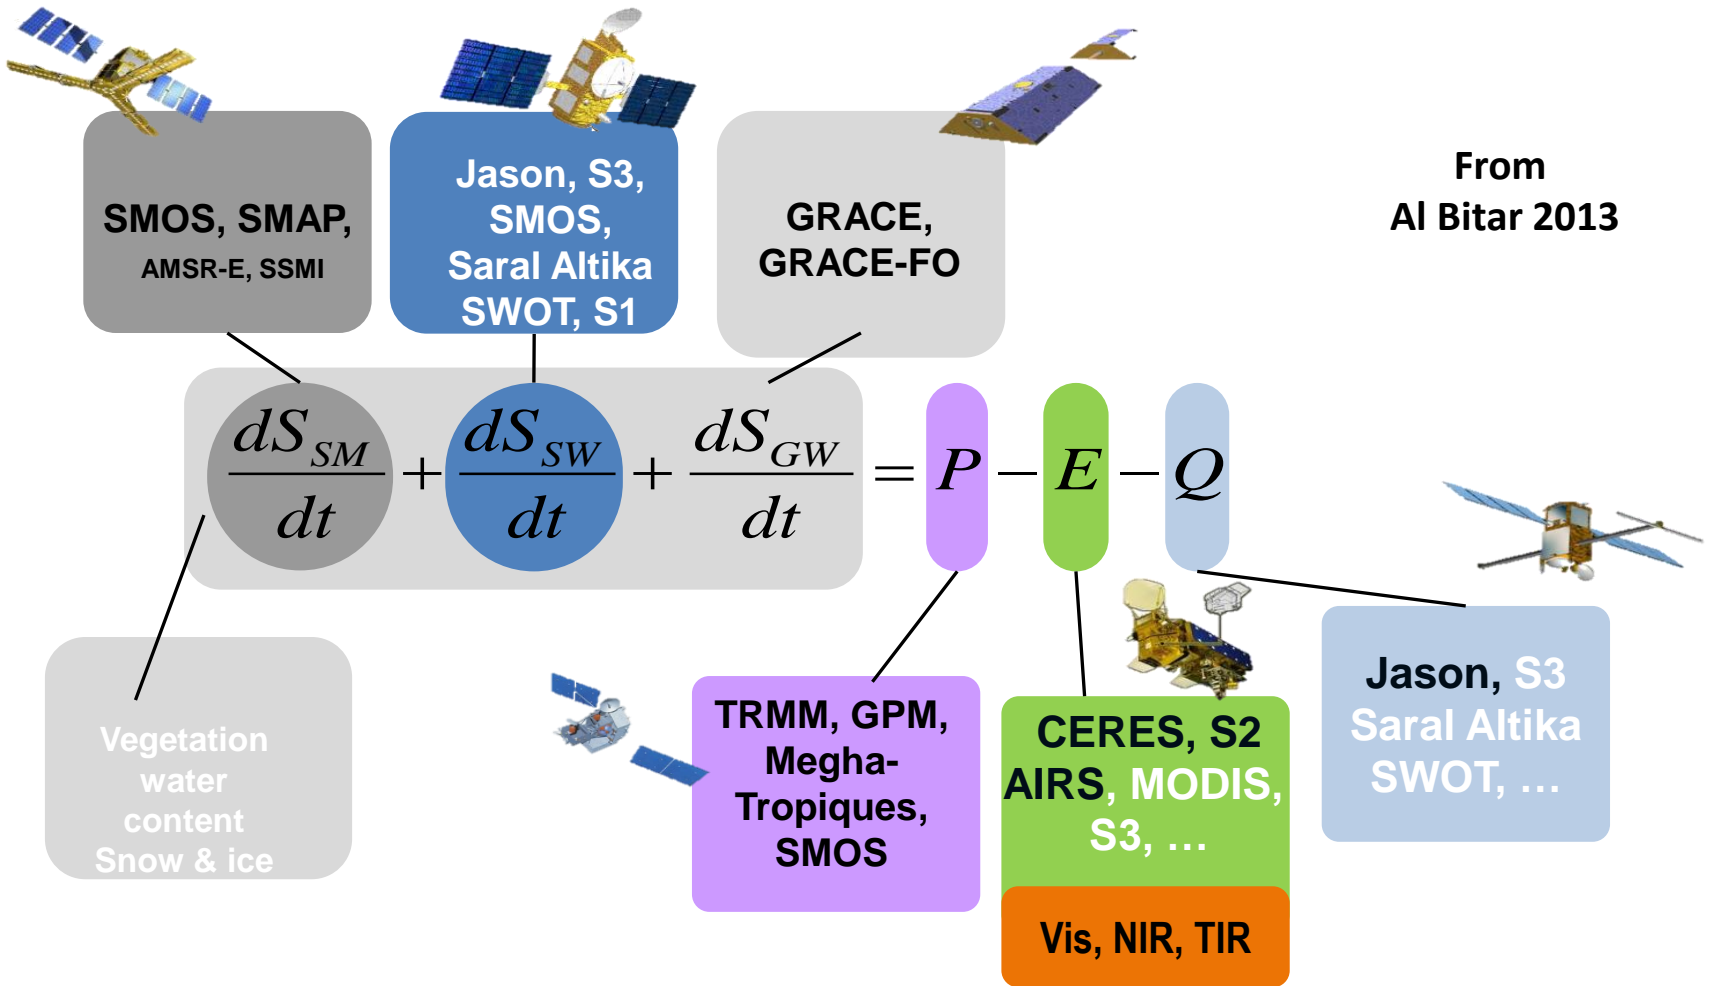 SMOS, SMAP,
AMSR-E, SSMI
Jason, S3,
SMOS,
Saral Altika
SWOT, S1
GRACE,
GRACE-FO
From
Al Bitar 2013
dS_SM/dt + dS_SW/dt + dS_GW/dt = P − E − Q
Vegetation
water
content
Snow & ice
TRMM, GPM,
Megha-
Tropiques,
SMOS
CERES, S2
AIRS, MODIS,
S3, ...
Vis, NIR, TIR
Jason, S3
Saral Altika
SWOT, ...